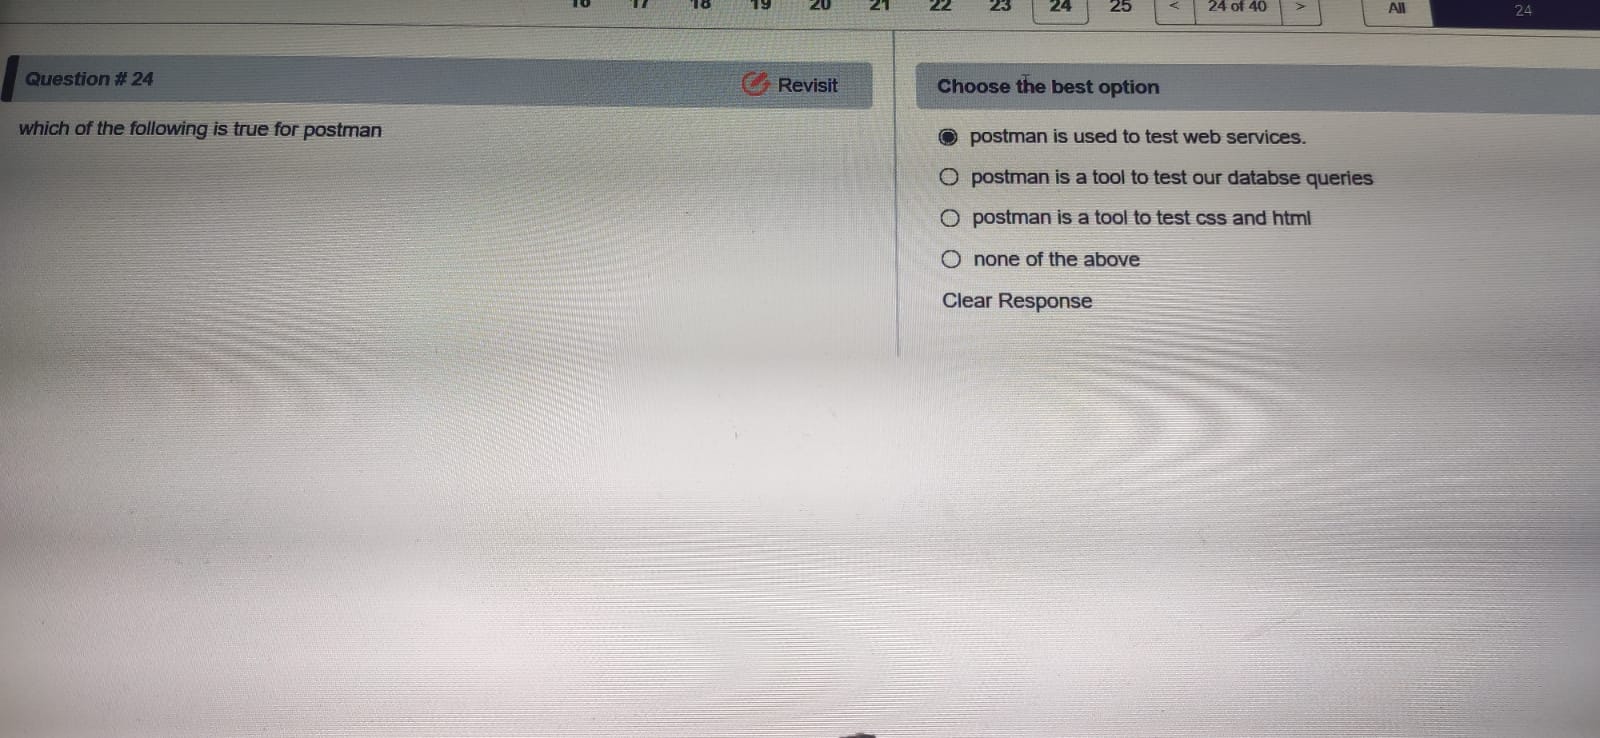 16 17 18 19 20 21 22 23 24 25 < 24 of 40 > All 24
Question # 24
Revisit
Choose the best option
which of the following is true for postman
postman is used to test web services.
postman is a tool to test our databse queries
postman is a tool to test css and html
none of the above
Clear Response